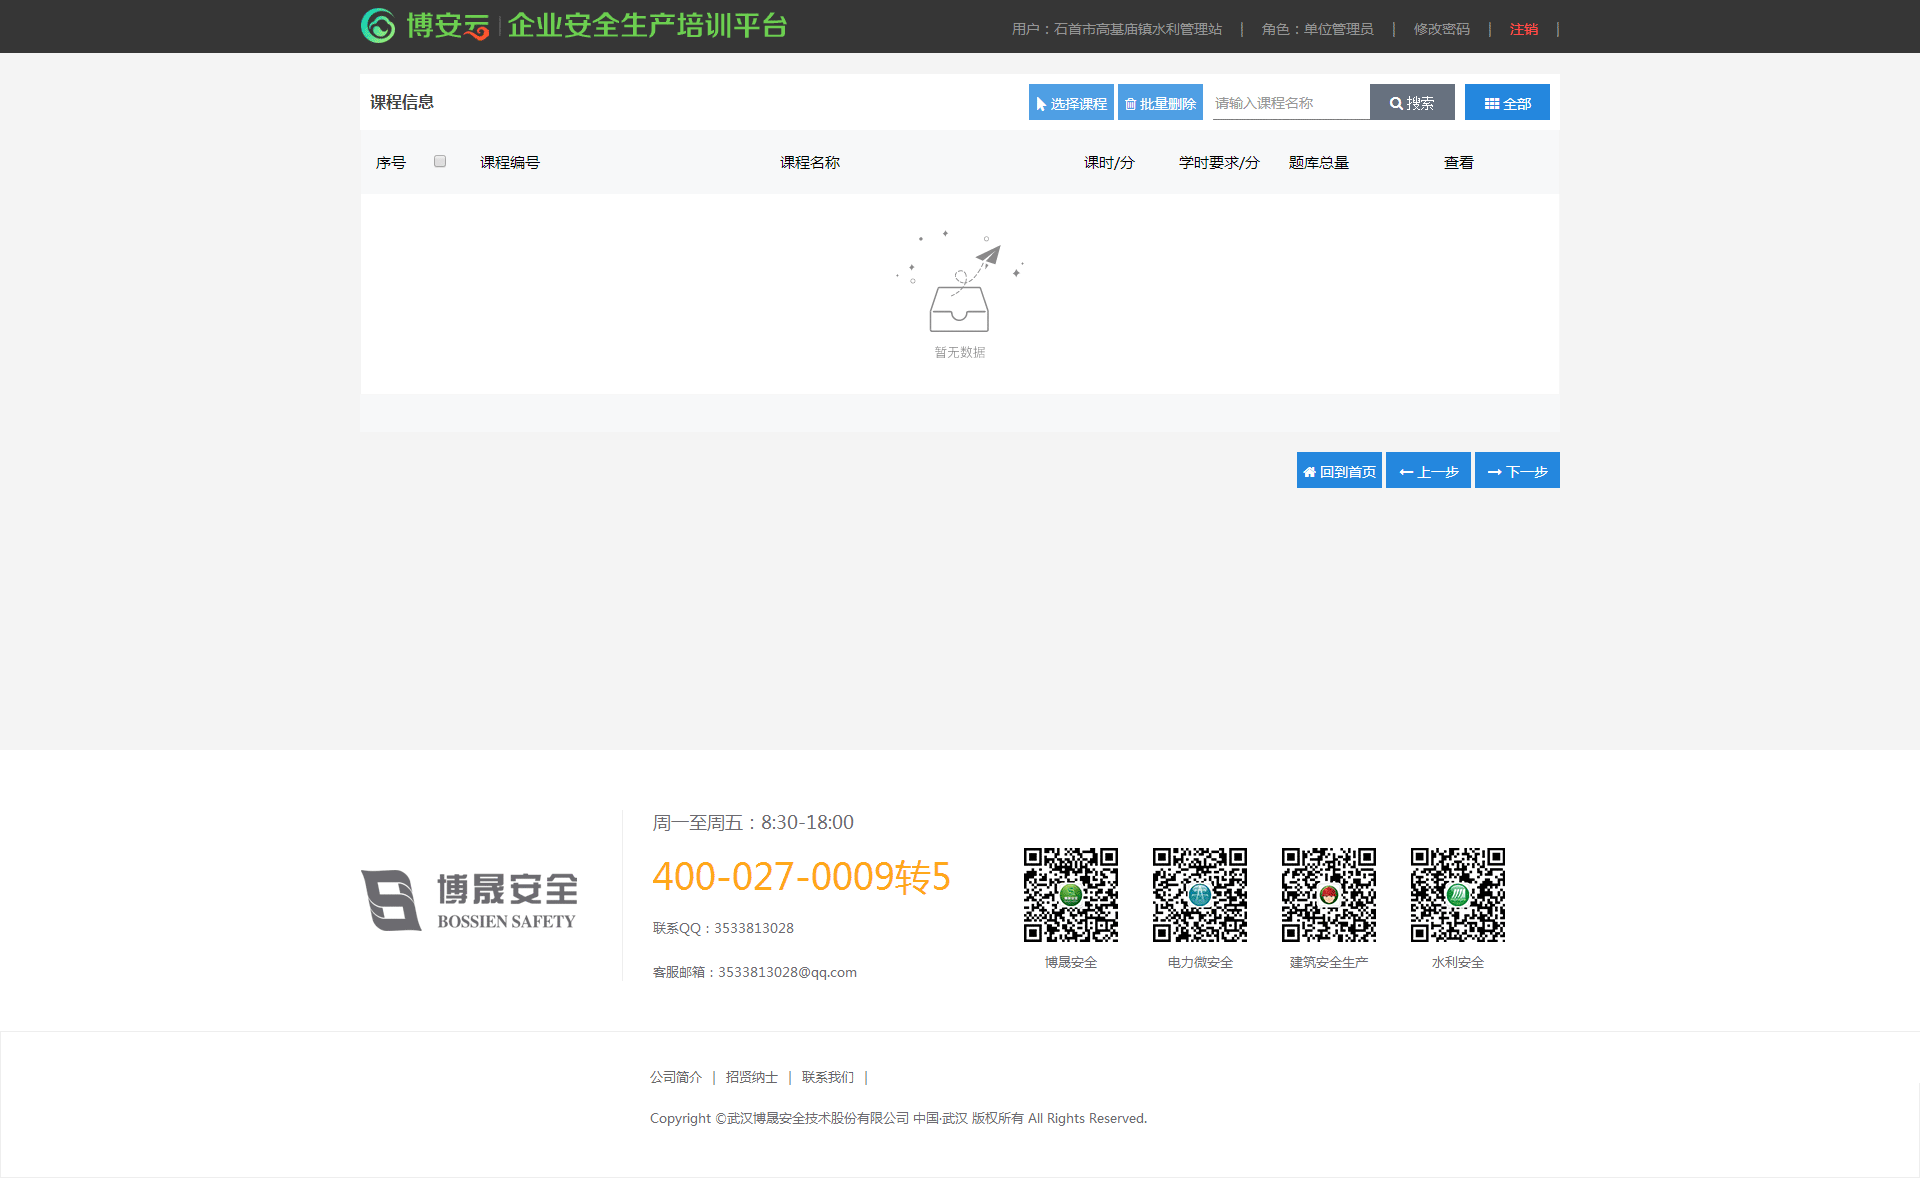 博安云 企业安全生产培训平台
用户：石首市高基庙镇水利管理站 | 角色：单位管理员 | 修改密码 | 注销 |
课程信息
选择课程 批量删除 请输入课程名称 搜索 全部
序号 课程编号 课程名称 课时/分 学时要求/分 题库总量 查看
暂无数据
回到首页 上一步 下一步
博晟安全
BOSSIEN SAFETY
周一至周五：8:30-18:00
400-027-0009转5
联系QQ：3533813028
客服邮箱：3533813028@qq.com
博晟安全 电力微安全 建筑安全生产 水利安全
公司简介 | 招贤纳士 | 联系我们 |
Copyright ©武汉博晟安全技术股份有限公司 中国·武汉 版权所有 All Rights Reserved.